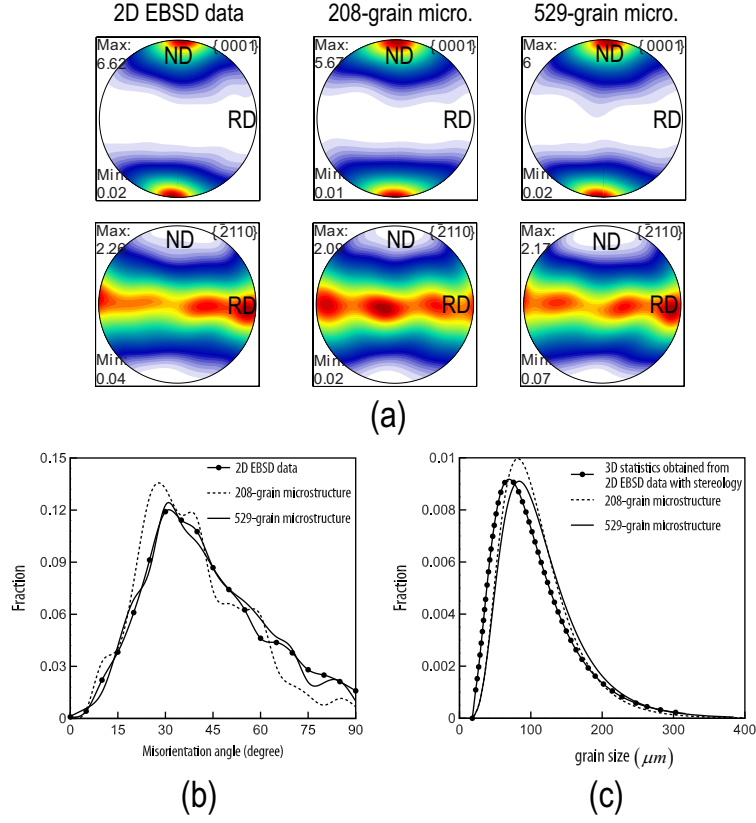 2D EBSD data 208-grain micro. 529-grain micro.
Max: {0001} Max: {0001} Max: {0001}
6.62 ND 5.67 ND 6 ND
RD RD RD
Min: Min: Min:
0.02 0.01 0.02
Max: {2110} Max: {2110} Max: {2110}
2.26 ND 2.09 ND 2.17 ND
RD RD RD
Min: Min: Min:
0.04 0.02 0.07
(a)
0.15
0.12
0.09
0.06
0.03
0
Fraction
2D EBSD data
208-grain microstructure
529-grain microstructure
0 15 30 45 60 75 90
Misorientation angle (degree)
(b)
0.01
0.008
0.006
0.004
0.002
0
Fraction
3D statistics obtained from
2D EBSD data with stereology
208-grain microstructure
529-grain microstructure
0 100 200 300 400
grain size (μm)
(c)